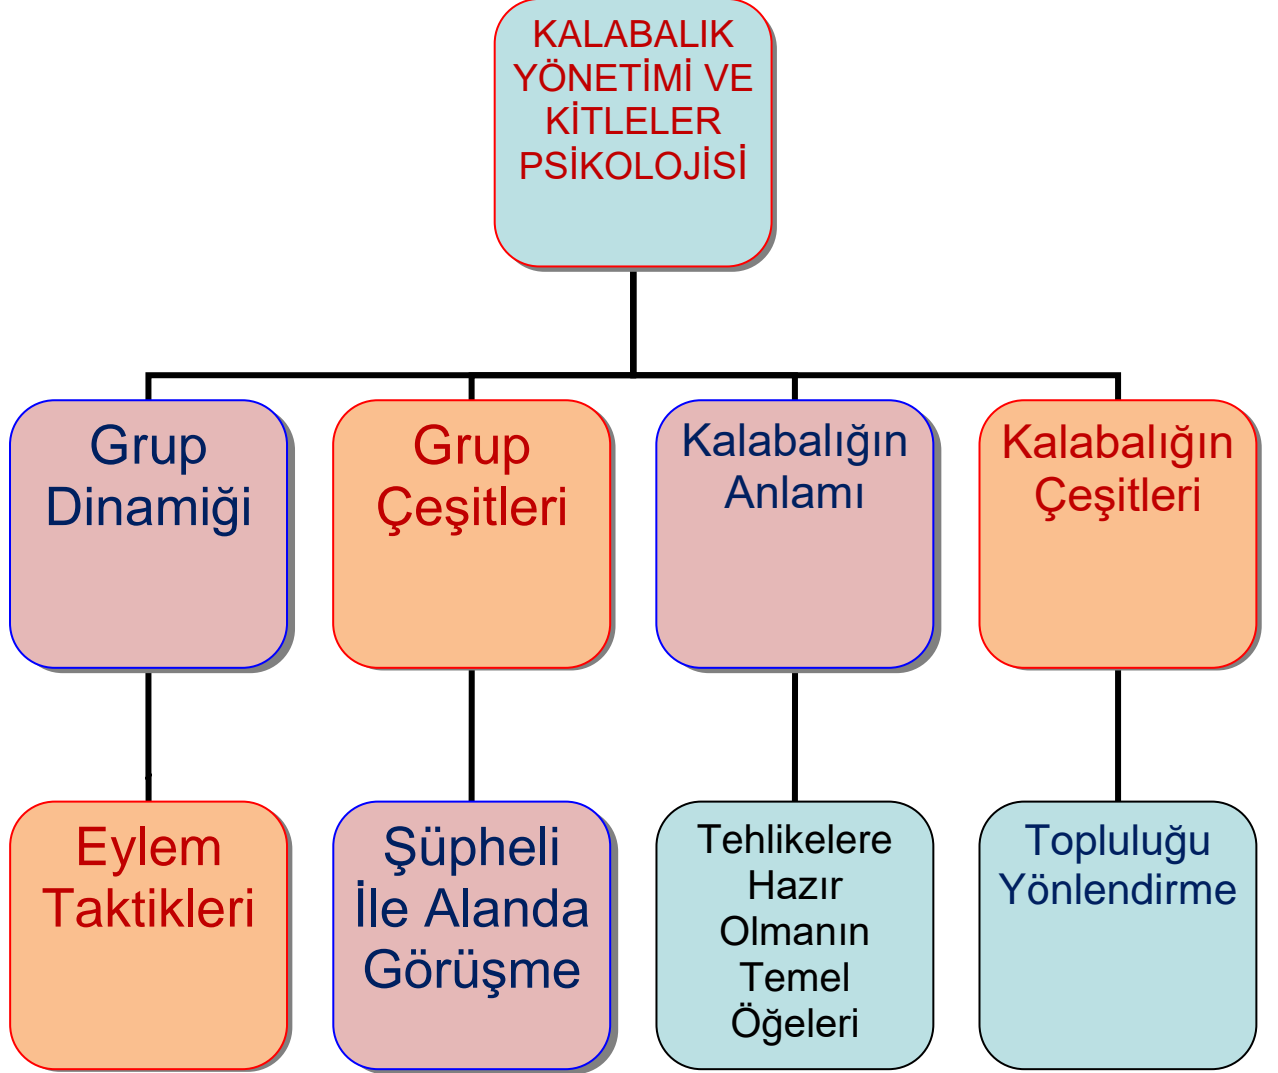 KALABALIK
YÖNETİMİ VE
KİTLELER
PSİKOLOJİSİ
Grup
Dinamiği
Grup
Çeşitleri
Kalabalığın
Anlamı
Kalabalığın
Çeşitleri
Eylem
Taktikleri
Şüpheli
İle Alanda
Görüşme
Tehlikelere
Hazır
Olmanın
Temel
Öğeleri
Topluluğu
Yönlendirme